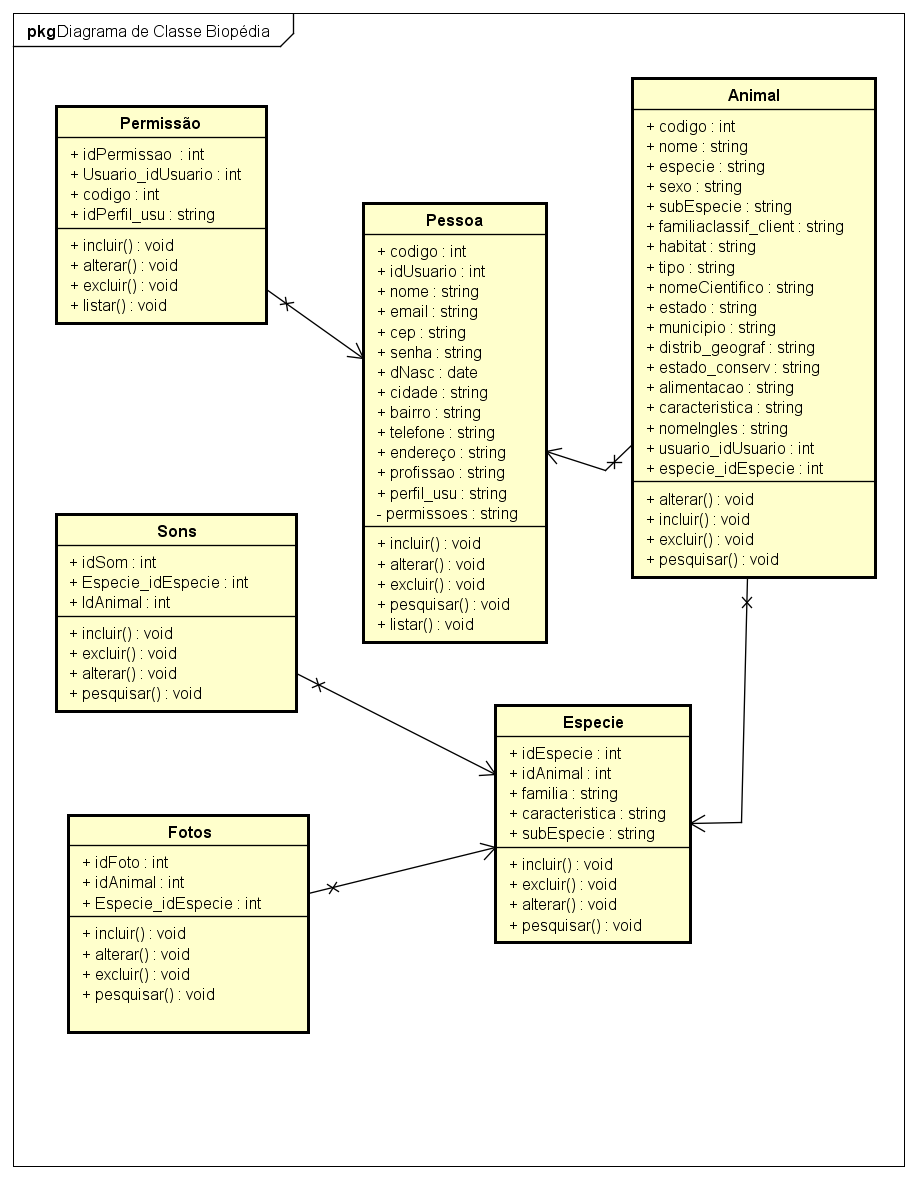 pkg Diagrama de Classe Biopédia
Permissão
+ idPermissao : int
+ Usuario_idUsuario : int
+ codigo : int
+ idPerfil_usu : string
+ incluir() : void
+ alterar() : void
+ excluir() : void
+ listar() : void
Pessoa
+ codigo : int
+ idUsuario : int
+ nome : string
+ email : string
+ cep : string
+ senha : string
+ dNasc : date
+ cidade : string
+ bairro : string
+ telefone : string
+ endereço : string
+ profissao : string
+ perfil_usu : string
- permissoes : string
+ incluir() : void
+ alterar() : void
+ excluir() : void
+ pesquisar() : void
+ listar() : void
Animal
+ codigo : int
+ nome : string
+ especie : string
+ sexo : string
+ subEspecie : string
+ familiaclassif_client : string
+ habitat : string
+ tipo : string
+ nomeCientifico : string
+ estado : string
+ municipio : string
+ distrib_geograf : string
+ estado_conserv : string
+ alimentacao : string
+ caracteristica : string
+ nomeIngles : string
+ usuario_idUsuario : int
+ especie_idEspecie : int
+ alterar() : void
+ incluir() : void
+ excluir() : void
+ pesquisar() : void
Sons
+ idSom : int
+ Especie_idEspecie : int
+ IdAnimal : int
+ incluir() : void
+ excluir() : void
+ alterar() : void
+ pesquisar() : void
Especie
+ idEspecie : int
+ idAnimal : int
+ familia : string
+ caracteristica : string
+ subEspecie : string
+ incluir() : void
+ excluir() : void
+ alterar() : void
+ pesquisar() : void
Fotos
+ idFoto : int
+ idAnimal : int
+ Especie_idEspecie : int
+ incluir() : void
+ alterar() : void
+ excluir() : void
+ pesquisar() : void